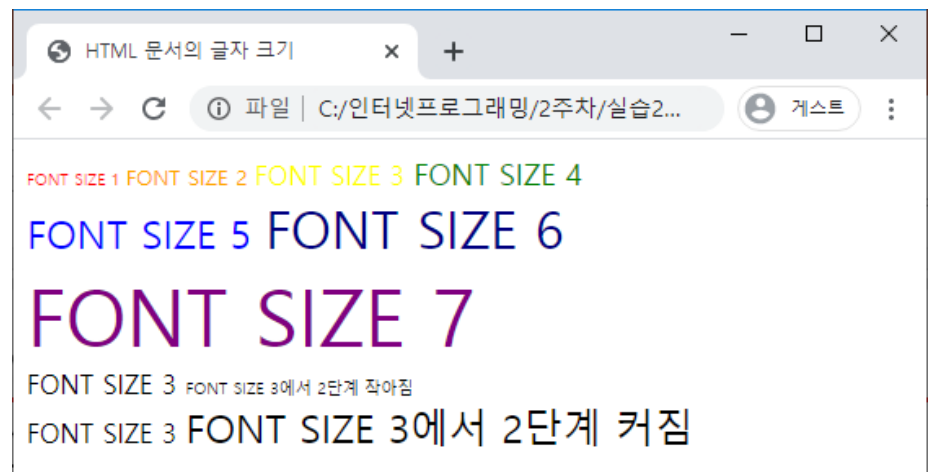 HTML 문서의 글자 크기
파일 | C:/인터넷프로그래밍/2주차/실습2... 게스트
FONT SIZE 1 FONT SIZE 2 FONT SIZE 3 FONT SIZE 4
FONT SIZE 5 FONT SIZE 6
FONT SIZE 7
FONT SIZE 3 FONT SIZE 3에서 2단계 작아짐
FONT SIZE 3 FONT SIZE 3에서 2단계 커짐